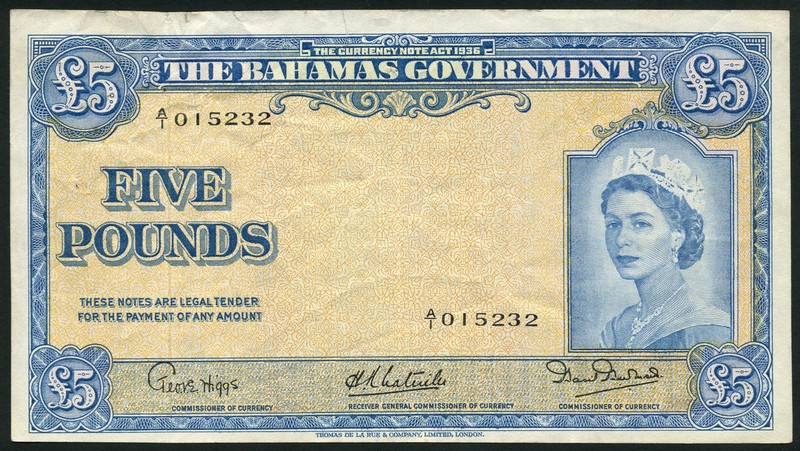 THE CURRENCY NOTE ACT 1936
£5 THE BAHAMAS GOVERNMENT £5
A/1 015232
FIVE
POUNDS
THESE NOTES ARE LEGAL TENDER
FOR THE PAYMENT OF ANY AMOUNT
A/1 015232
£5 £5
Geo. E. Higgs
COMMISSIONER OF CURRENCY RECEIVER GENERAL COMMISSIONER OF CURRENCY COMMISSIONER OF CURRENCY
THOMAS DE LA RUE & COMPANY, LIMITED, LONDON.